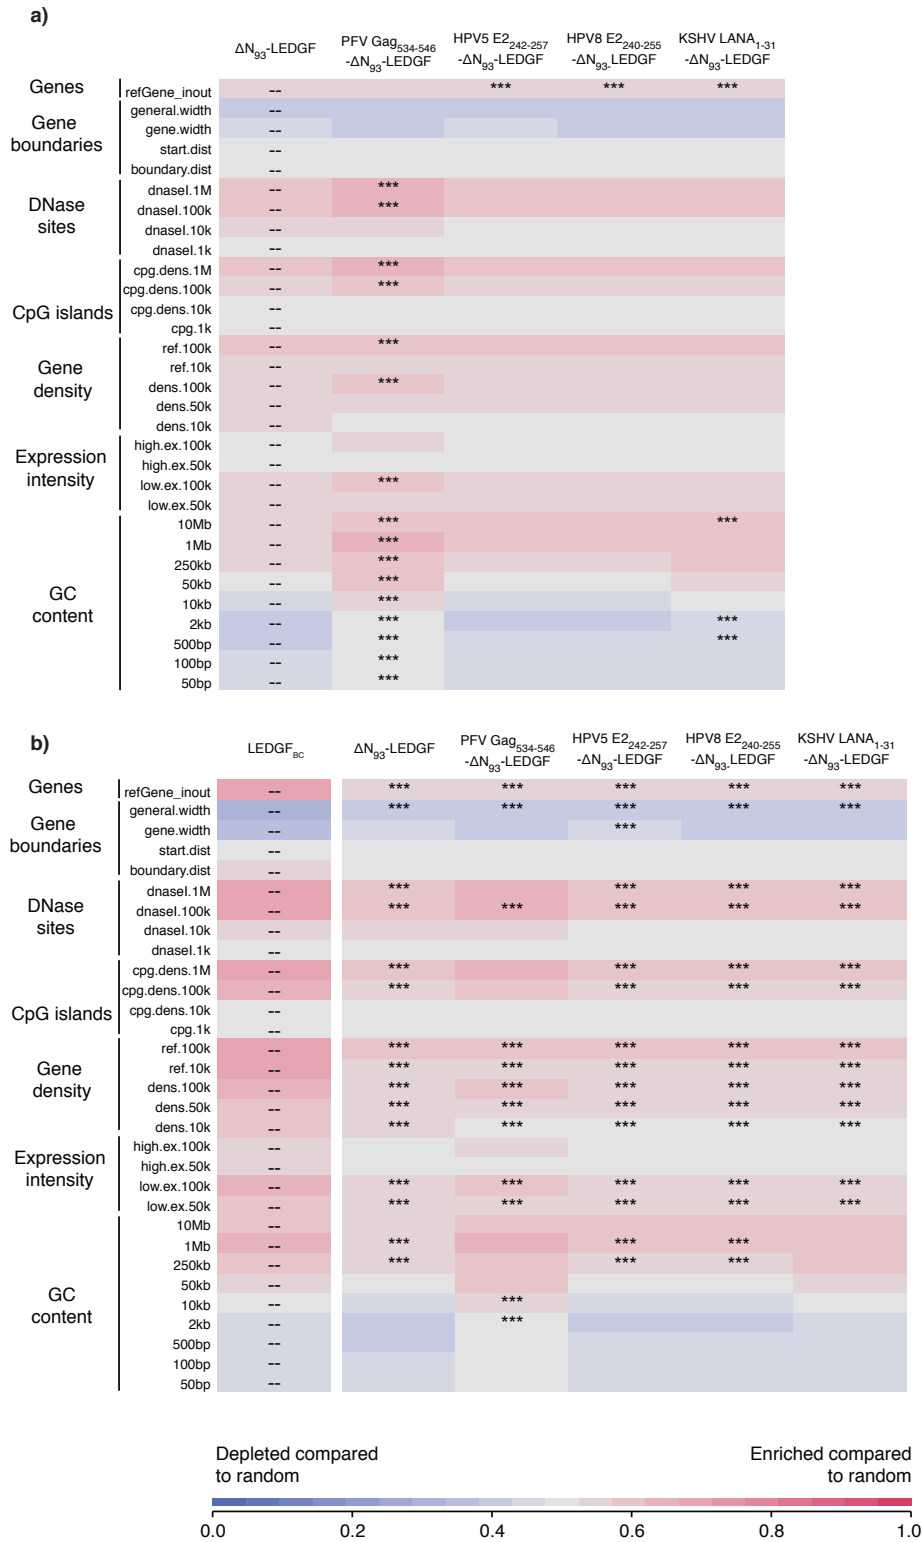 a)
ΔN93-LEDGF
PFV Gag534-546
-ΔN93-LEDGF
HPV5 E2242-257
-ΔN93-LEDGF
HPV8 E2240-255
-ΔN93-LEDGF
KSHV LANA1-31
-ΔN93-LEDGF
Genes
refGene_inout -- *** *** ***
Gene
boundaries
general.width --
gene.width --
start.dist --
boundary.dist --
DNase
sites
dnaseI.1M -- ***
dnaseI.100k -- ***
dnaseI.10k --
dnaseI.1k --
CpG islands
cpg.dens.1M -- ***
cpg.dens.100k -- ***
cpg.dens.10k --
cpg.1k --
Gene
density
ref.100k -- ***
ref.10k --
dens.100k -- ***
dens.50k --
dens.10k --
Expression
intensity
high.ex.100k --
high.ex.50k --
low.ex.100k -- ***
low.ex.50k --
GC
content
10Mb -- *** ***
1Mb -- ***
250kb -- ***
50kb -- ***
10kb -- ***
2kb -- *** ***
500bp -- *** ***
100bp -- ***
50bp -- ***
b)
LEDGFBC
ΔN93-LEDGF
PFV Gag534-546
-ΔN93-LEDGF
HPV5 E2242-257
-ΔN93-LEDGF
HPV8 E2240-255
-ΔN93-LEDGF
KSHV LANA1-31
-ΔN93-LEDGF
Genes
refGene_inout -- *** *** *** *** ***
Gene
boundaries
general.width -- *** *** *** *** ***
gene.width -- ***
start.dist --
boundary.dist --
DNase
sites
dnaseI.1M -- *** *** *** ***
dnaseI.100k -- *** *** *** *** ***
dnaseI.10k --
dnaseI.1k --
CpG islands
cpg.dens.1M -- *** *** *** ***
cpg.dens.100k -- *** *** *** ***
cpg.dens.10k --
cpg.1k --
Gene
density
ref.100k -- *** *** *** *** ***
ref.10k -- *** *** *** *** ***
dens.100k -- *** *** *** *** ***
dens.50k -- *** *** *** *** ***
dens.10k -- *** *** *** *** ***
Expression
intensity
high.ex.100k --
high.ex.50k --
low.ex.100k -- *** *** *** *** ***
low.ex.50k -- *** *** *** *** ***
GC
content
10Mb --
1Mb -- *** *** ***
250kb -- *** *** ***
50kb --
10kb -- ***
2kb -- ***
500bp --
100bp --
50bp --
Depleted compared
to random
Enriched compared
to random
0.0 0.2 0.4 0.6 0.8 1.0